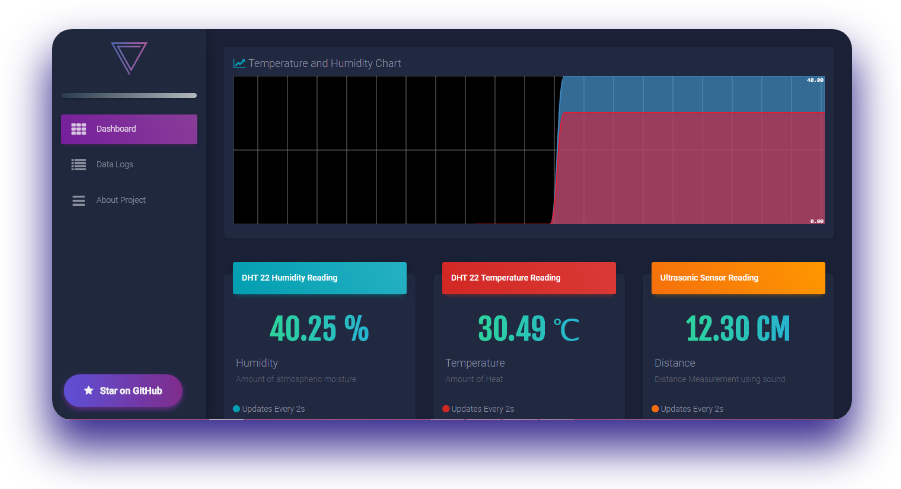 Temperature and Humidity Chart
40.00
0.00
Dashboard
Data Logs
About Project
Star on GitHub
DHT 22 Humidity Reading
40.25 %
Humidity
Amount of atmospheric moisture
Updates Every 2s
DHT 22 Temperature Reading
30.49 ℃
Temperature
Amount of Heat
Updates Every 2s
Ultrasonic Sensor Reading
12.30 CM
Distance
Distance Measurement using sound
Updates Every 2s